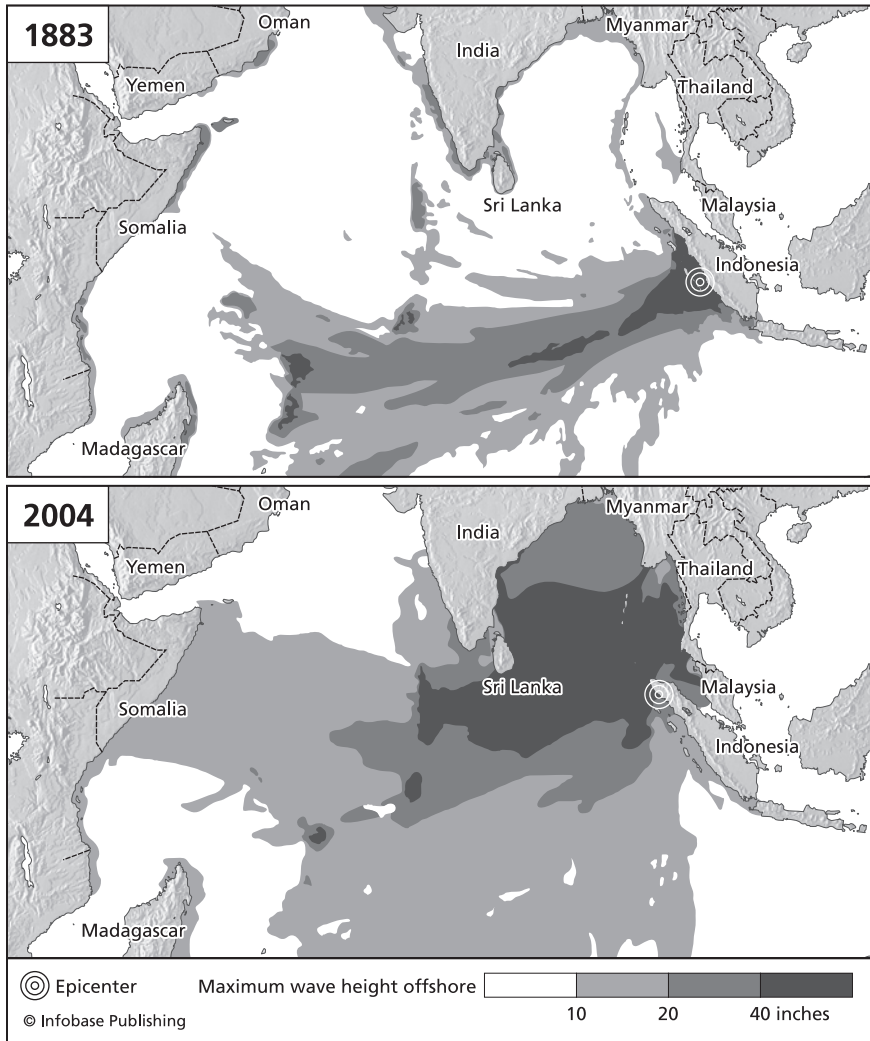 1883
Oman
Myanmar
India
Yemen
Thailand
Sri Lanka
Malaysia
Somalia
Indonesia
Madagascar
2004
Oman
Myanmar
India
Yemen
Thailand
Sri Lanka
Malaysia
Somalia
Indonesia
Madagascar
Epicenter
Maximum wave height offshore
10
20
40 inches
© Infobase Publishing